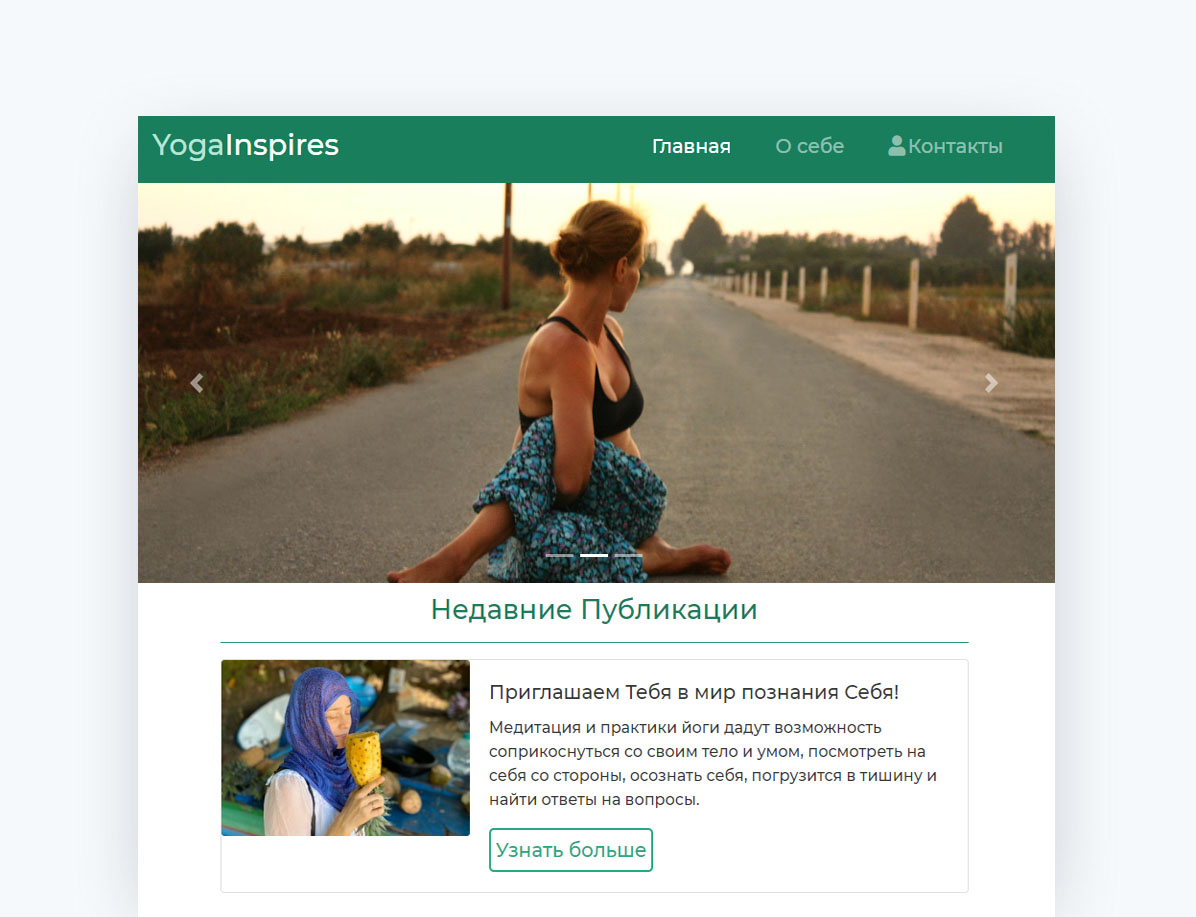 YogaInspires
Главная О себе Контакты
Недавние Публикации
Приглашаем Тебя в мир познания Себя!
Медитация и практики йоги дадут возможность
соприкоснуться со своим тело и умом, посмотреть на
себя со стороны, осознать себя, погрузится в тишину и
найти ответы на вопросы.
Узнать больше